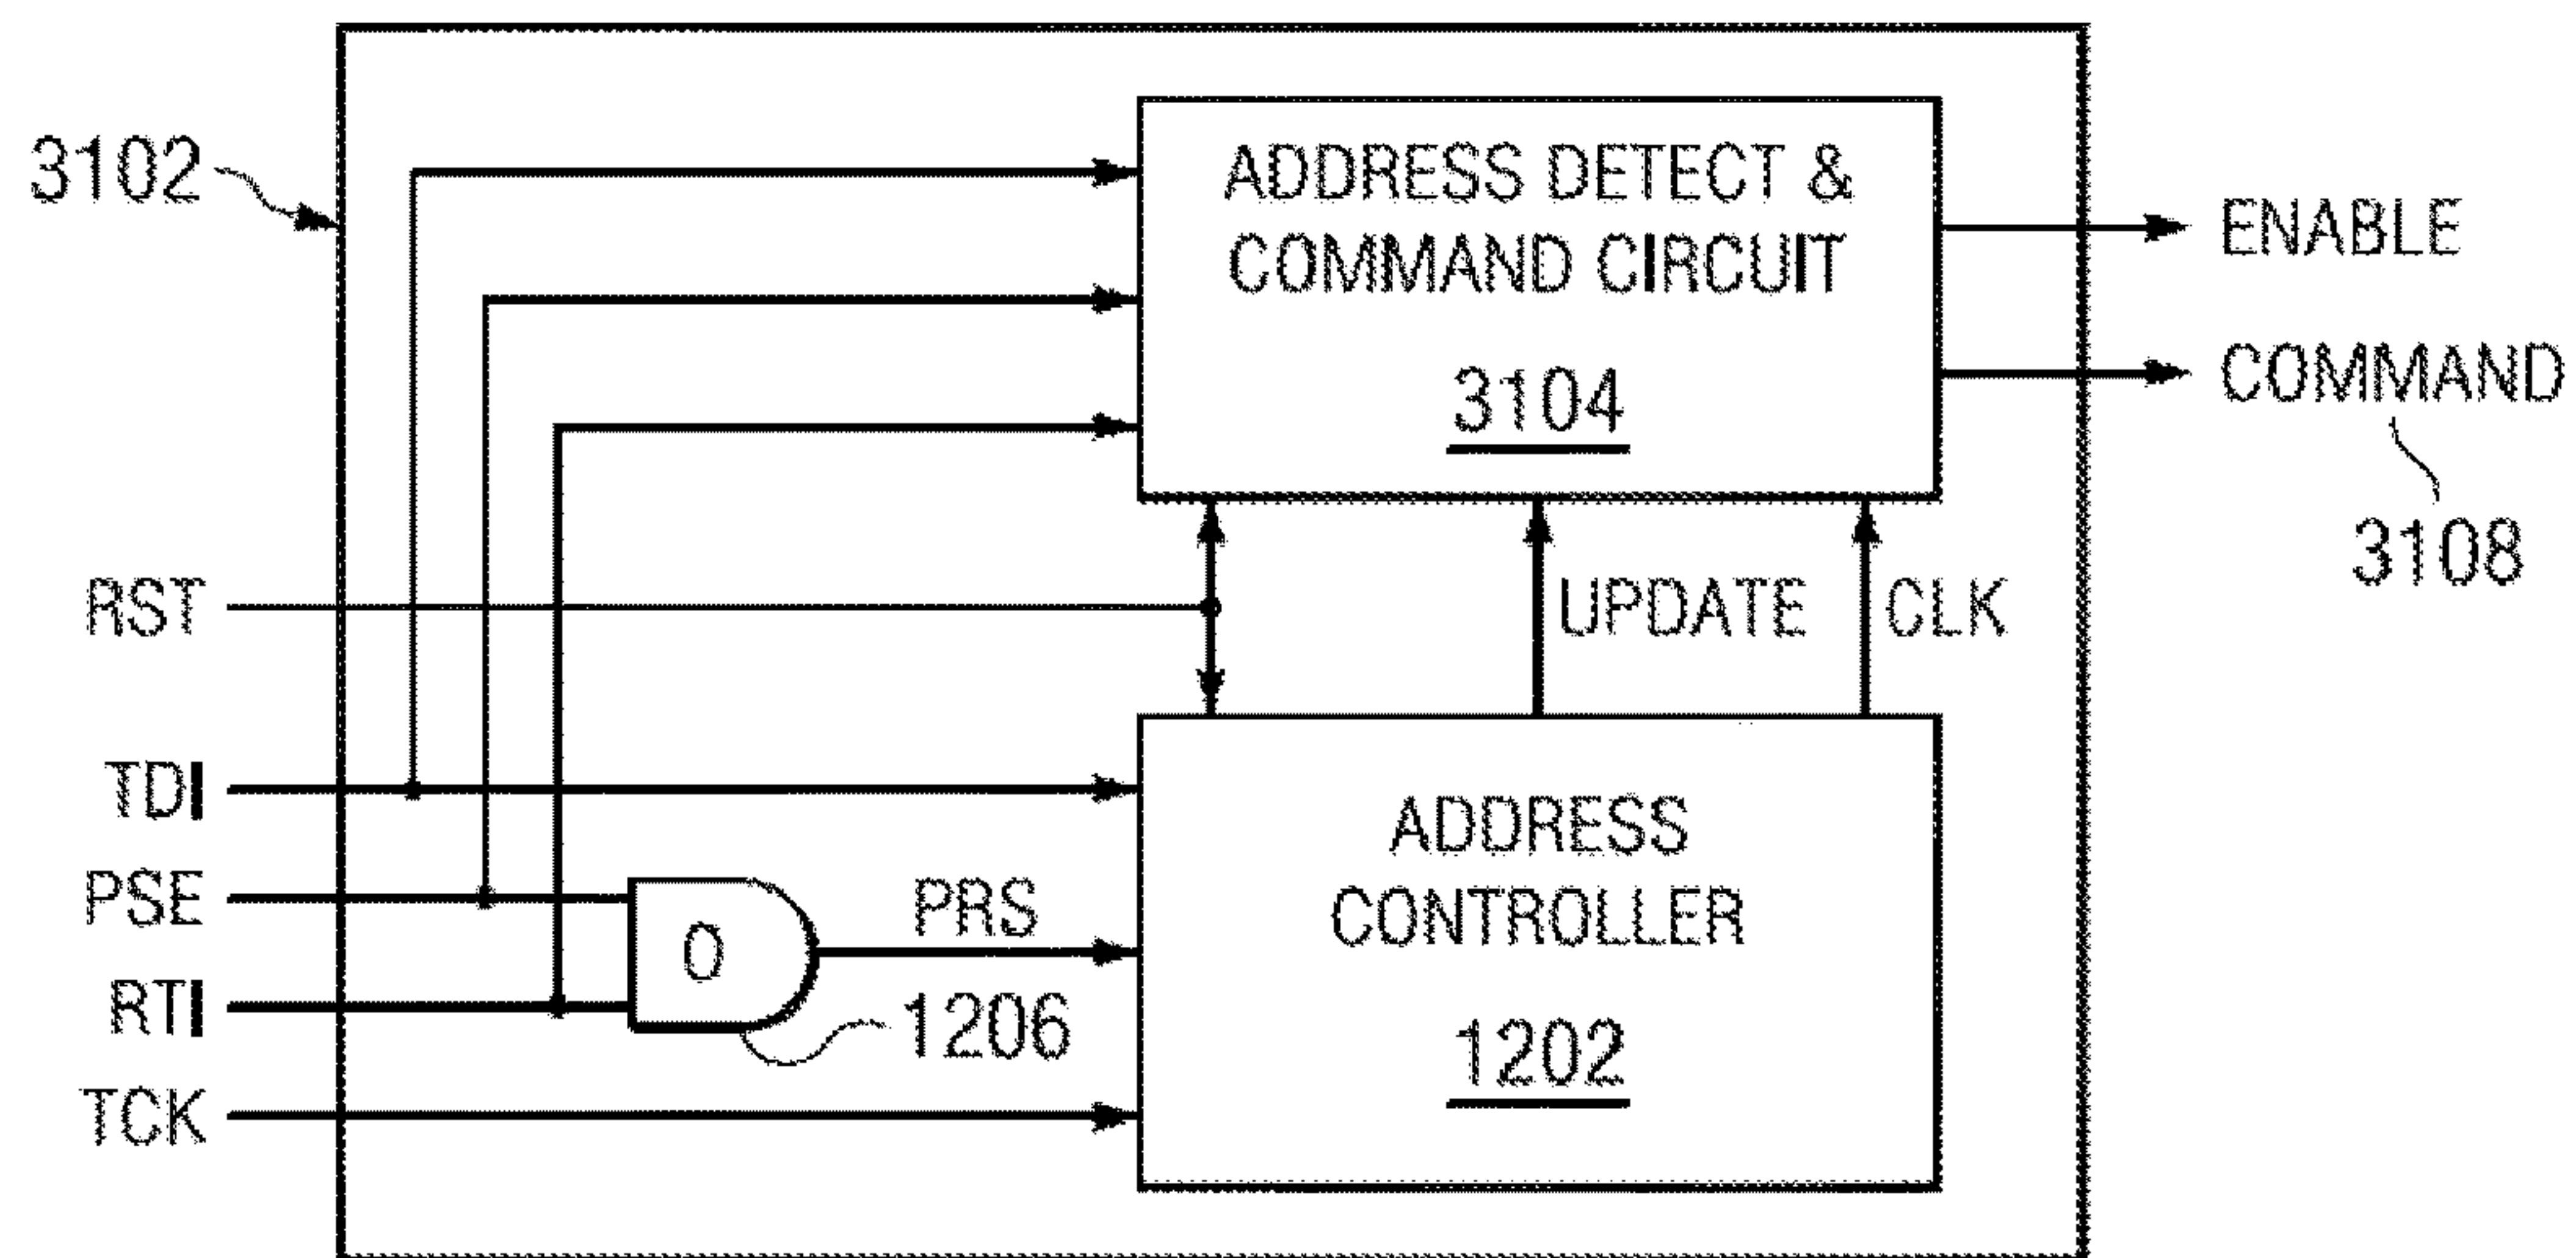 3102
ADDRESS DETECT &
COMMAND CIRCUIT
3104
ENABLE
COMMAND
3108
RST
UPDATE
CLK
TDI
PSE
RTI
TCK
O
PRS
1206
ADDRESS
CONTROLLER
1202